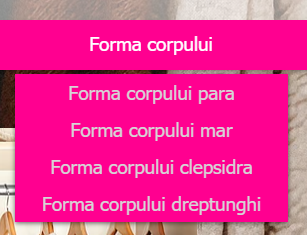 Forma corpului
Forma corpului para
Forma corpului mar
Forma corpului clepsidra
Forma corpului dreptunghi